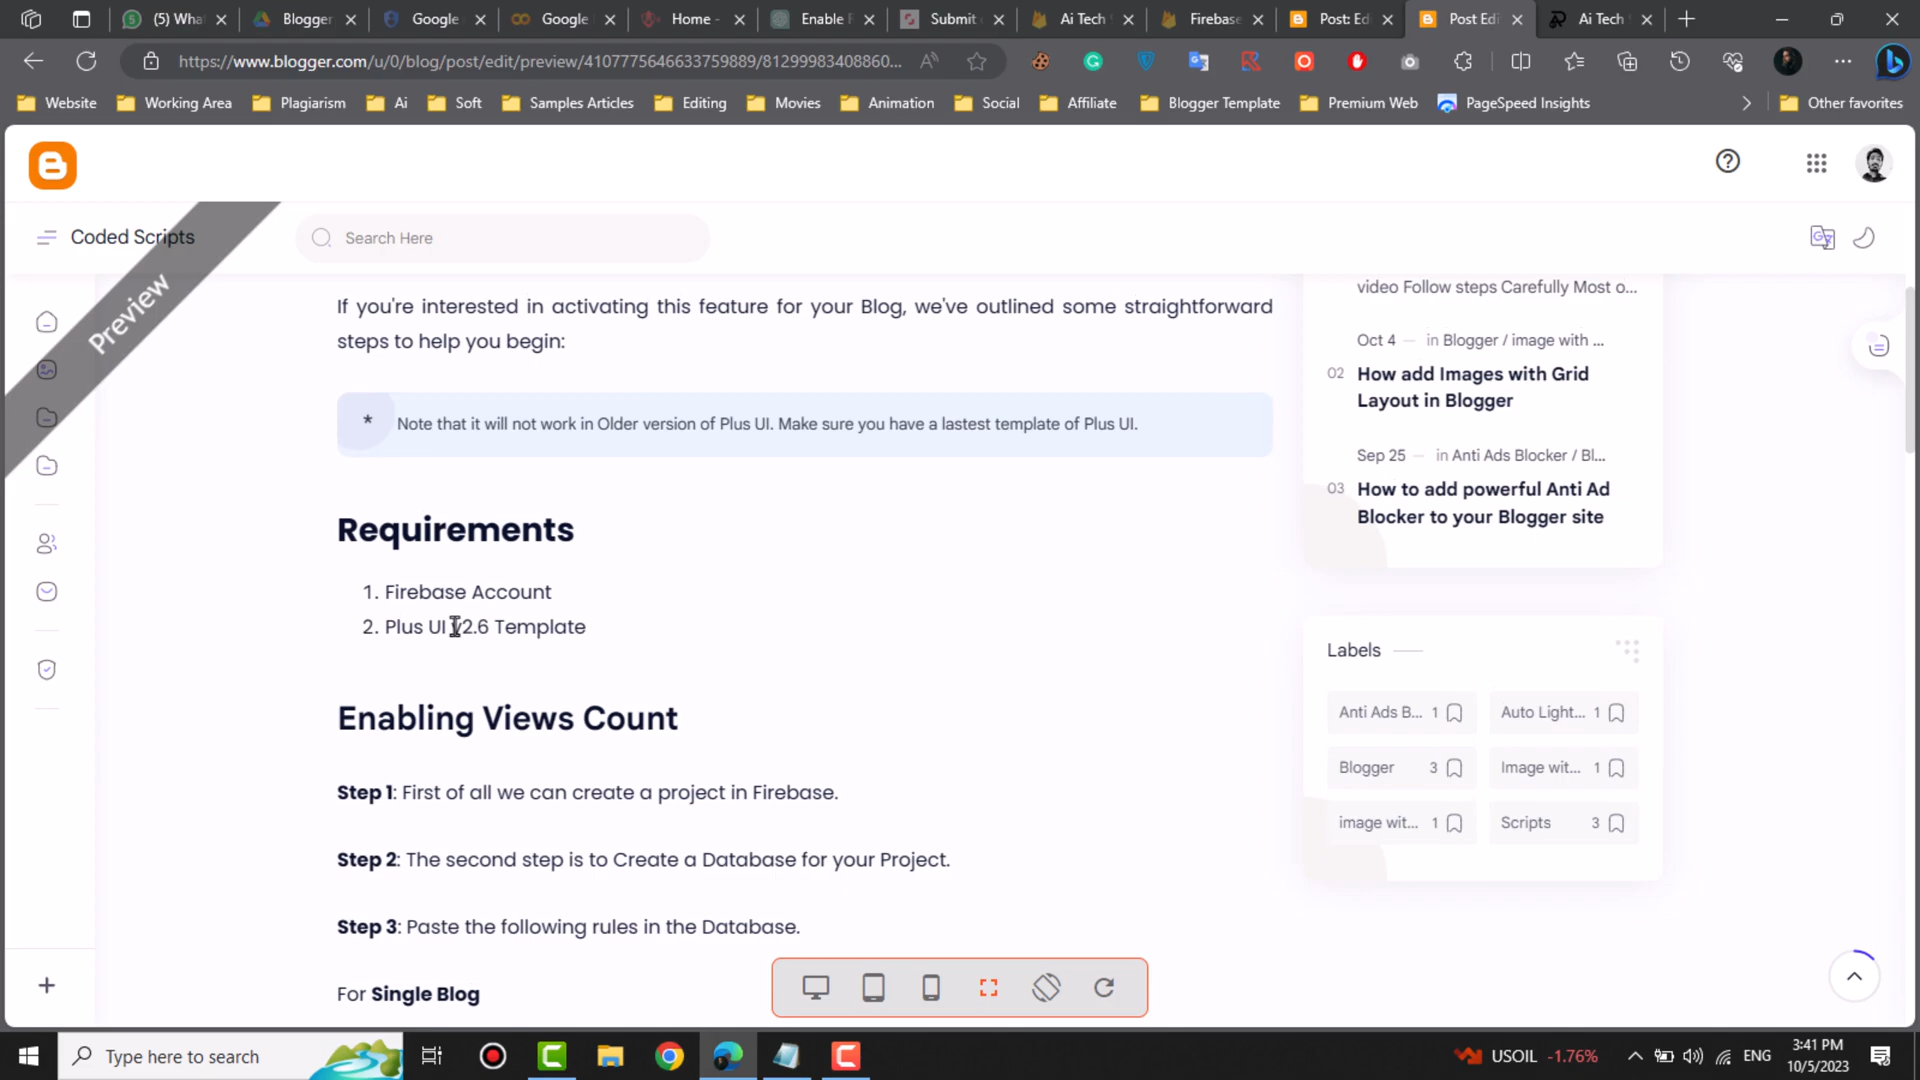 (5) What
Blogger
Google
Google
Home -
Enable F
Submit
Ai Tech
Firebase
Post: Ed
Post Edi
Ai Tech
https://www.blogger.com/u/0/blog/post/edit/preview/4107775646633759889/81299983408860...
Website
Working Area
Plagiarism
Ai
Soft
Samples Articles
Editing
Movies
Animation
Social
Affiliate
Blogger Template
Premium Web
PageSpeed Insights
Other favorites
Preview
Coded Scripts
Search Here
If you're interested in activating this feature for your Blog, we've outlined some straightforward
steps to help you begin:
* Note that it will not work in Older version of Plus UI. Make sure you have a lastest template of Plus UI.
Requirements
1. Firebase Account
2. Plus UI v2.6 Template
Enabling Views Count
Step 1: First of all we can create a project in Firebase.
Step 2: The second step is to Create a Database for your Project.
Step 3: Paste the following rules in the Database.
For Single Blog
video Follow steps Carefully Most o...
Oct 4 — in Blogger / image with ...
02 How add Images with Grid
Layout in Blogger
Sep 25 — in Anti Ads Blocker / Bl...
03 How to add powerful Anti Ad
Blocker to your Blogger site
Labels
Anti Ads B... 1
Auto Light... 1
Blogger 3
Image wit... 1
image wit... 1
Scripts 3
Type here to search
USOIL -1.76%
ENG
3:41 PM
10/5/2023